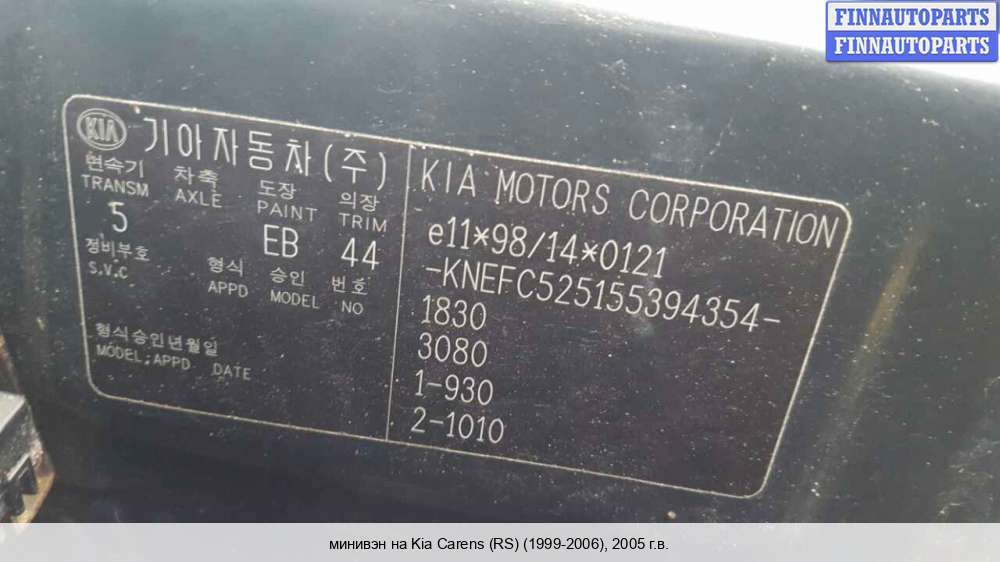 FINNAUTOPARTS
FINNAUTOPARTS
KIA 기아자동차(주)
변속기 차축 도장 의장
TRANSM AXLE PAINT TRIM
5 EB 44
정비부호 형식 승인 번호
S.V.C APPD MODEL NO
형식승인년월일
MODEL;APPD DATE
KIA MOTORS CORPORATION
e11*98/14*0121
-KNEFC525155394354-
1830
3080
1-930
2-1010
минивэн на Kia Carens (RS) (1999-2006), 2005 г.в.